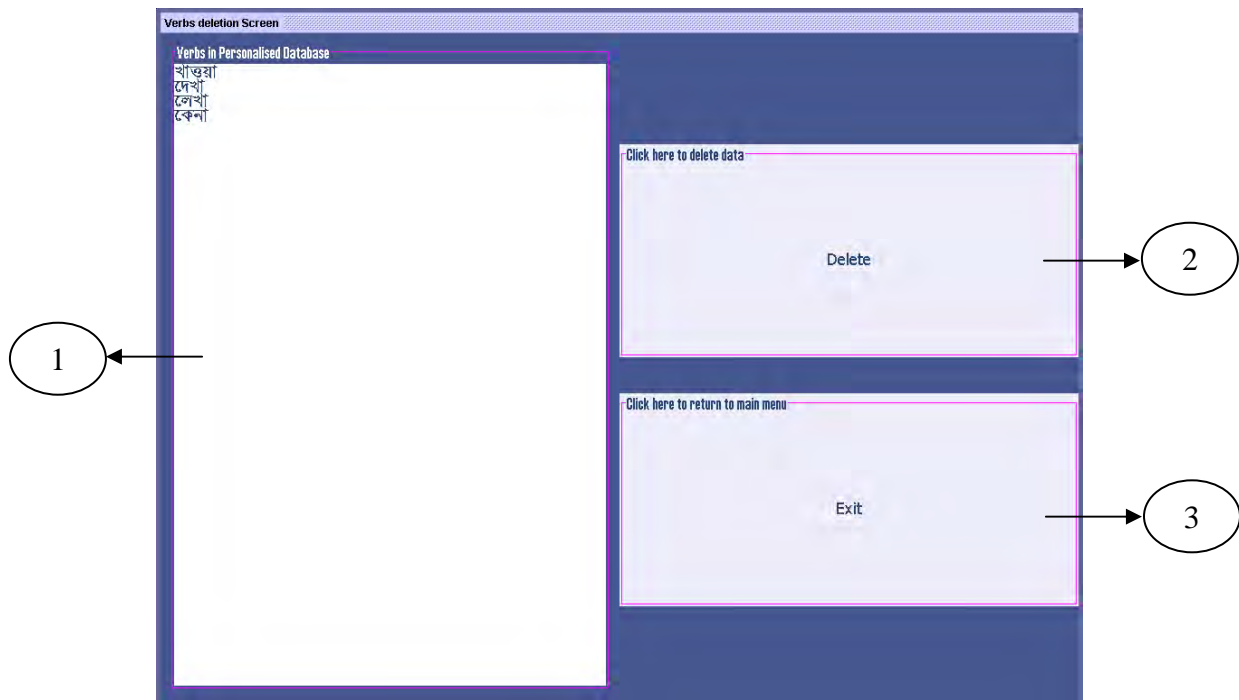 Verbs deletion Screen
Verbs in Personalised Database
খাওয়া
দেখা
লেখা
কেনা
Click here to delete data
Delete
2
1
Click here to return to main menu
Exit
3